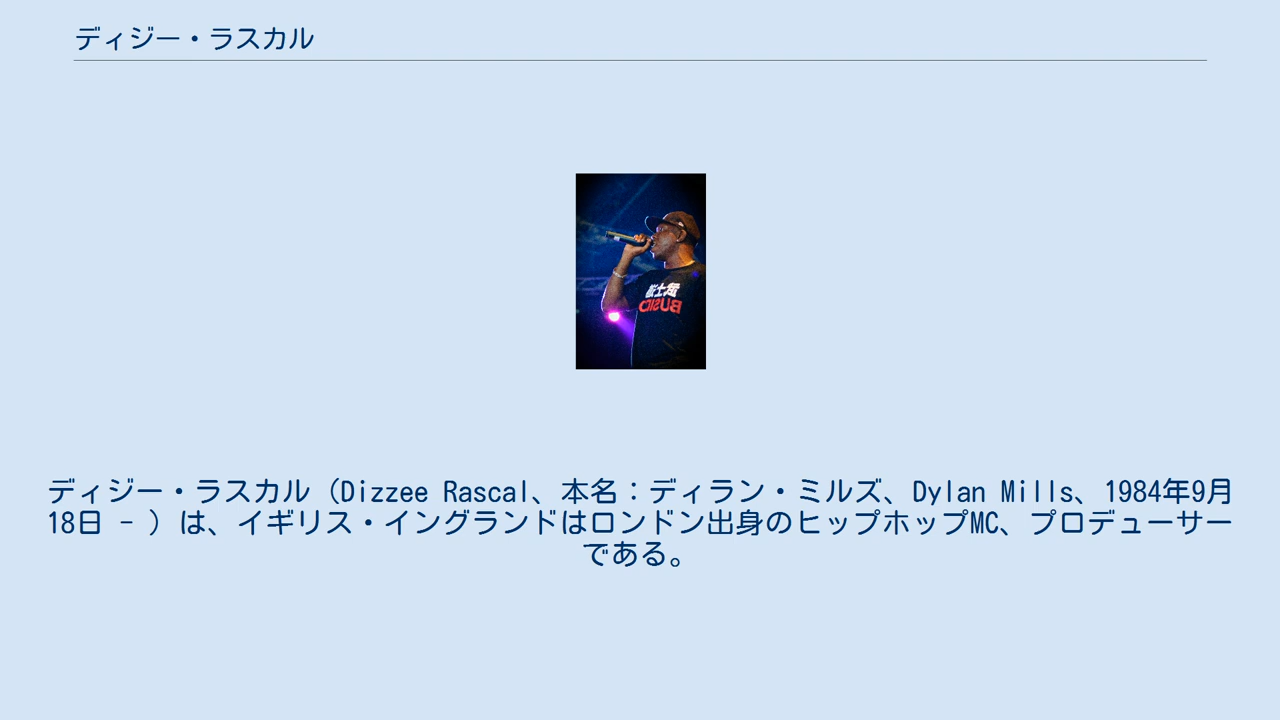 ディジー・ラスカル
ディジー・ラスカル（Dizzee Rascal、本名：ディラン・ミルズ、Dylan Mills、1984年9月
18日 - ）は、イギリス・イングランドはロンドン出身のヒップホップMC、プロデューサー
である。